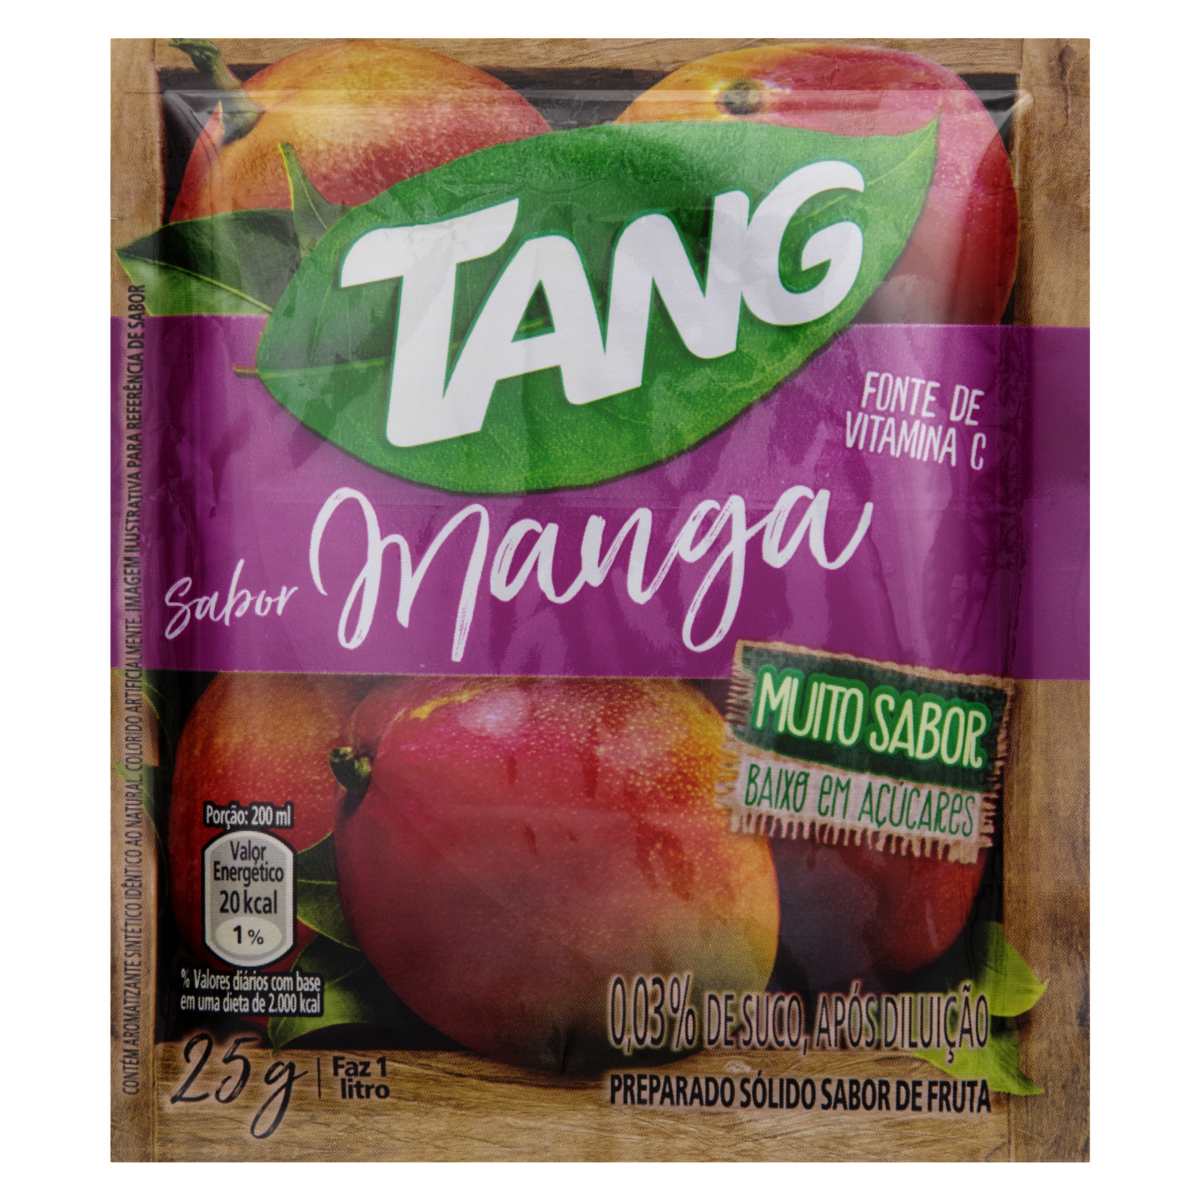 TANG
FONTE DE
VITAMINA C
Sabor Manga
MUITO SABOR
BAIXO EM AÇÚCARES
Porção: 200 ml
Valor
Energético
20 kcal
1%
% Valores diários com base
em uma dieta de 2.000 kcal
25g
Faz 1
litro
0,03% DE SUCO, APÓS DILUIÇÃO
PREPARADO SÓLIDO SABOR DE FRUTA
CONTÉM AROMATIZANTE SINTÉTICO IDÊNTICO AO NATURAL. COLORIDO ARTIFICIALMENTE. IMAGEM ILUSTRATIVA PARA REFERÊNCIA DE SABOR